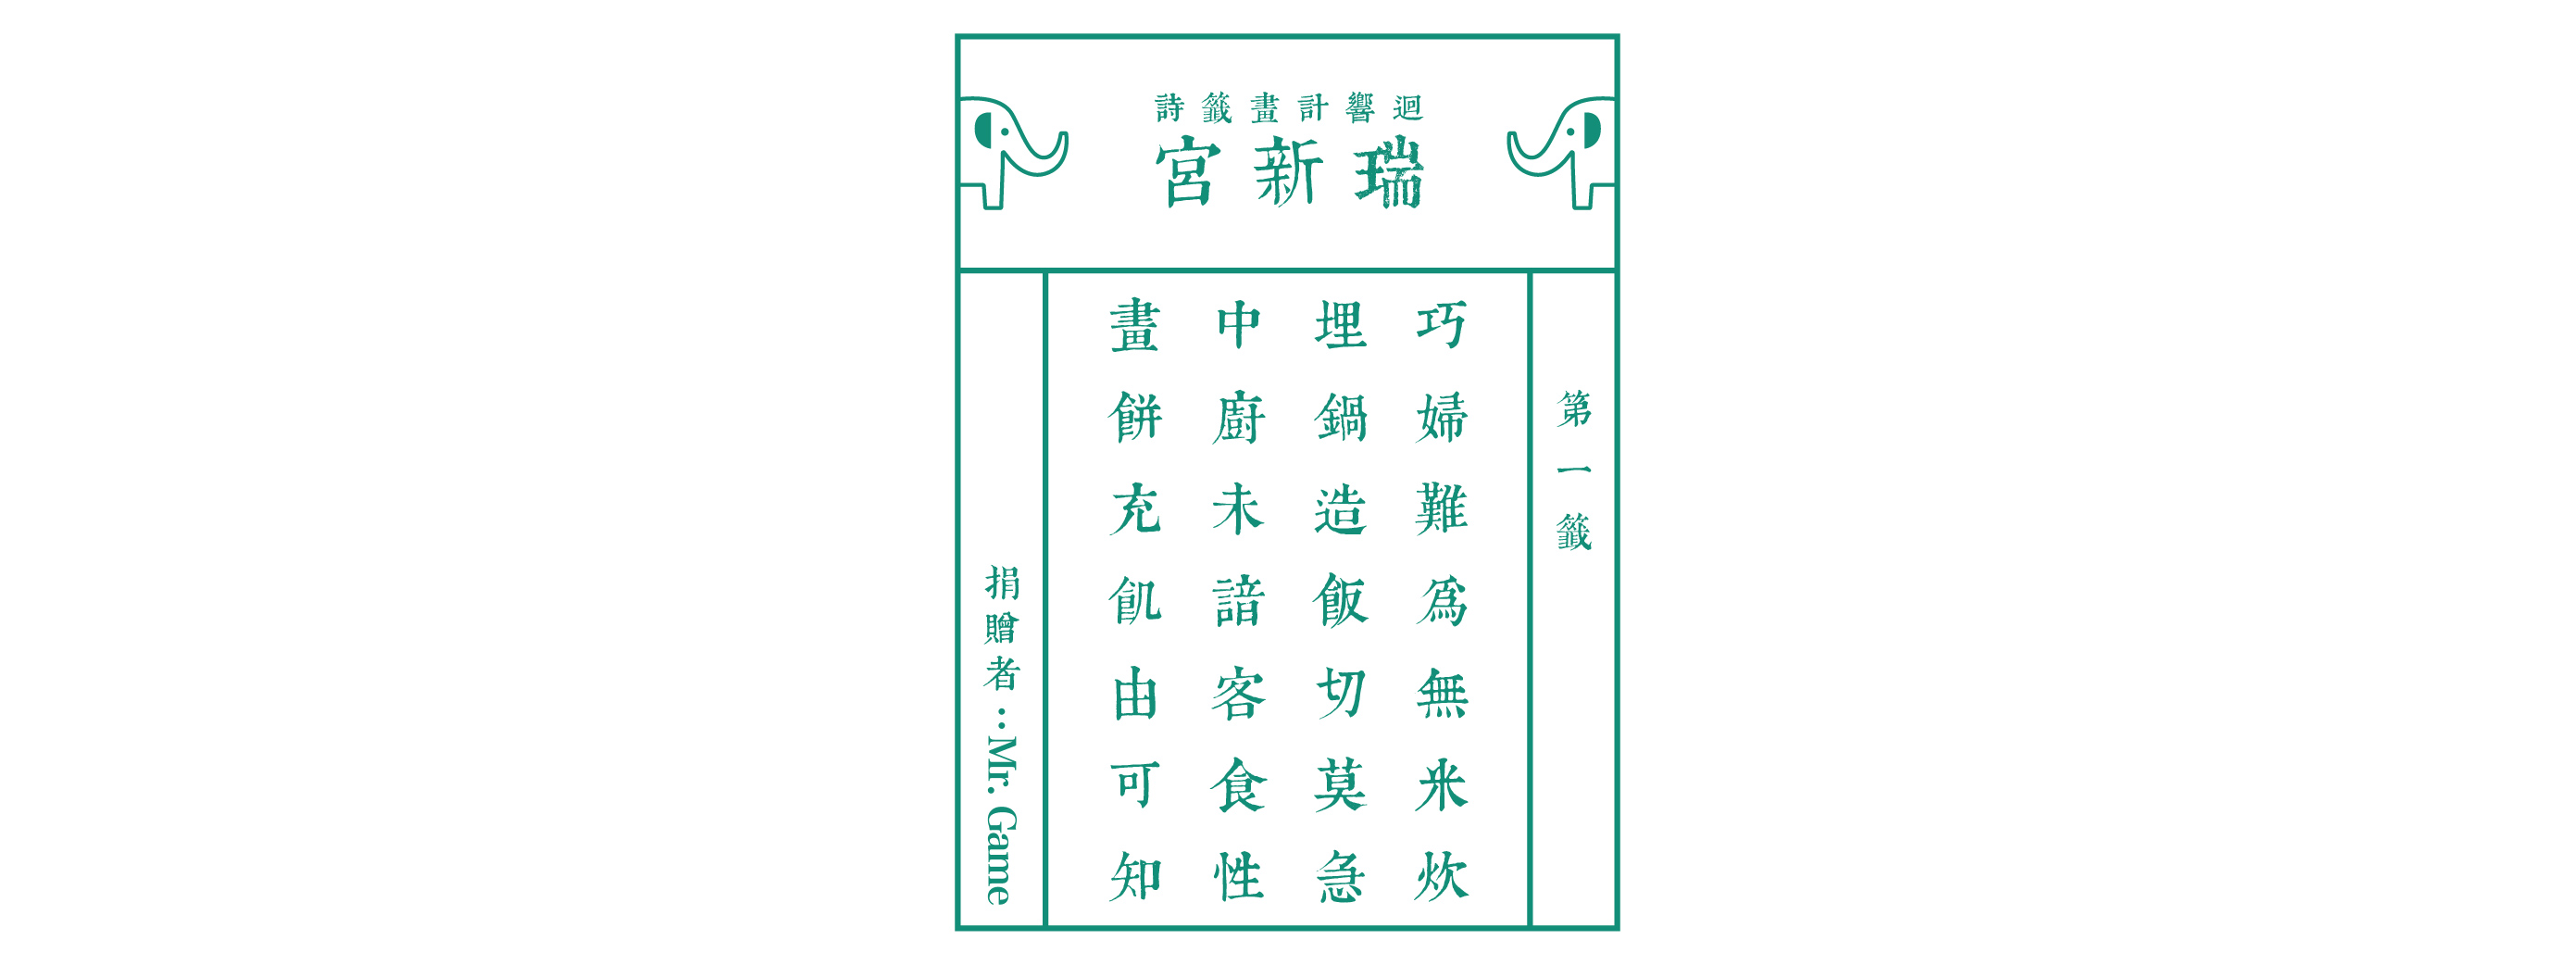 迴響計畫籤詩
瑞新宮
第一籤
巧婦難為無米炊
埋鍋造飯切莫急
中廚未諳客食性
畫餅充飢由可知
捐贈者：Mr. Game